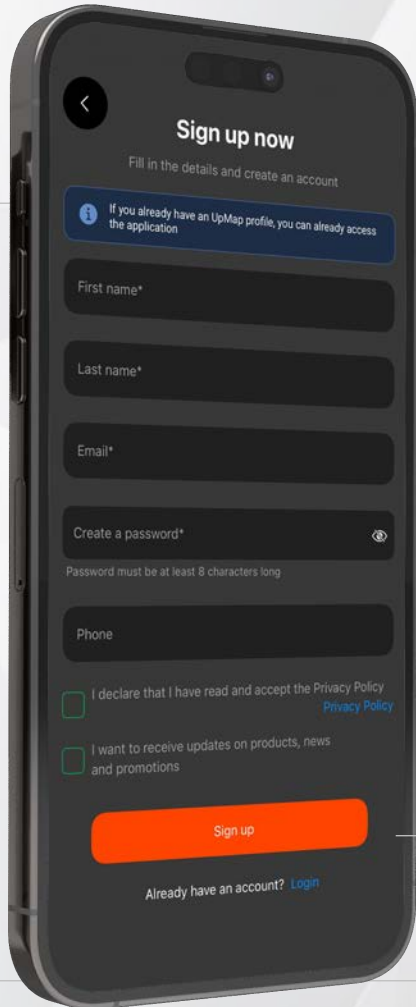 Sign up now
Fill in the details and create an account
If you already have an UpMap profile, you can already access
the application
First name*
Last name*
Email*
Create a password*
Password must be at least 8 characters long
Phone
I declare that I have read and accept the Privacy Policy
Privacy Policy
I want to receive updates on products, news
and promotions
Sign up
Already have an account? Login